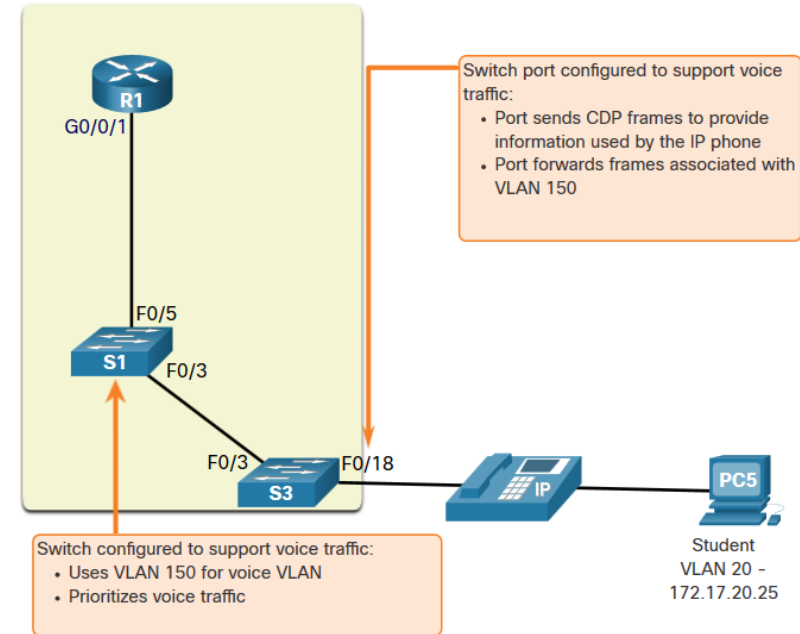 R1
G0/0/1
Switch port configured to support voice
traffic:
• Port sends CDP frames to provide
information used by the IP phone
• Port forwards frames associated with
VLAN 150
F0/5
S1
F0/3
F0/3
S3
F0/18
IP
PC5
Student
VLAN 20 –
172.17.20.25
Switch configured to support voice traffic:
• Uses VLAN 150 for voice VLAN
• Prioritizes voice traffic